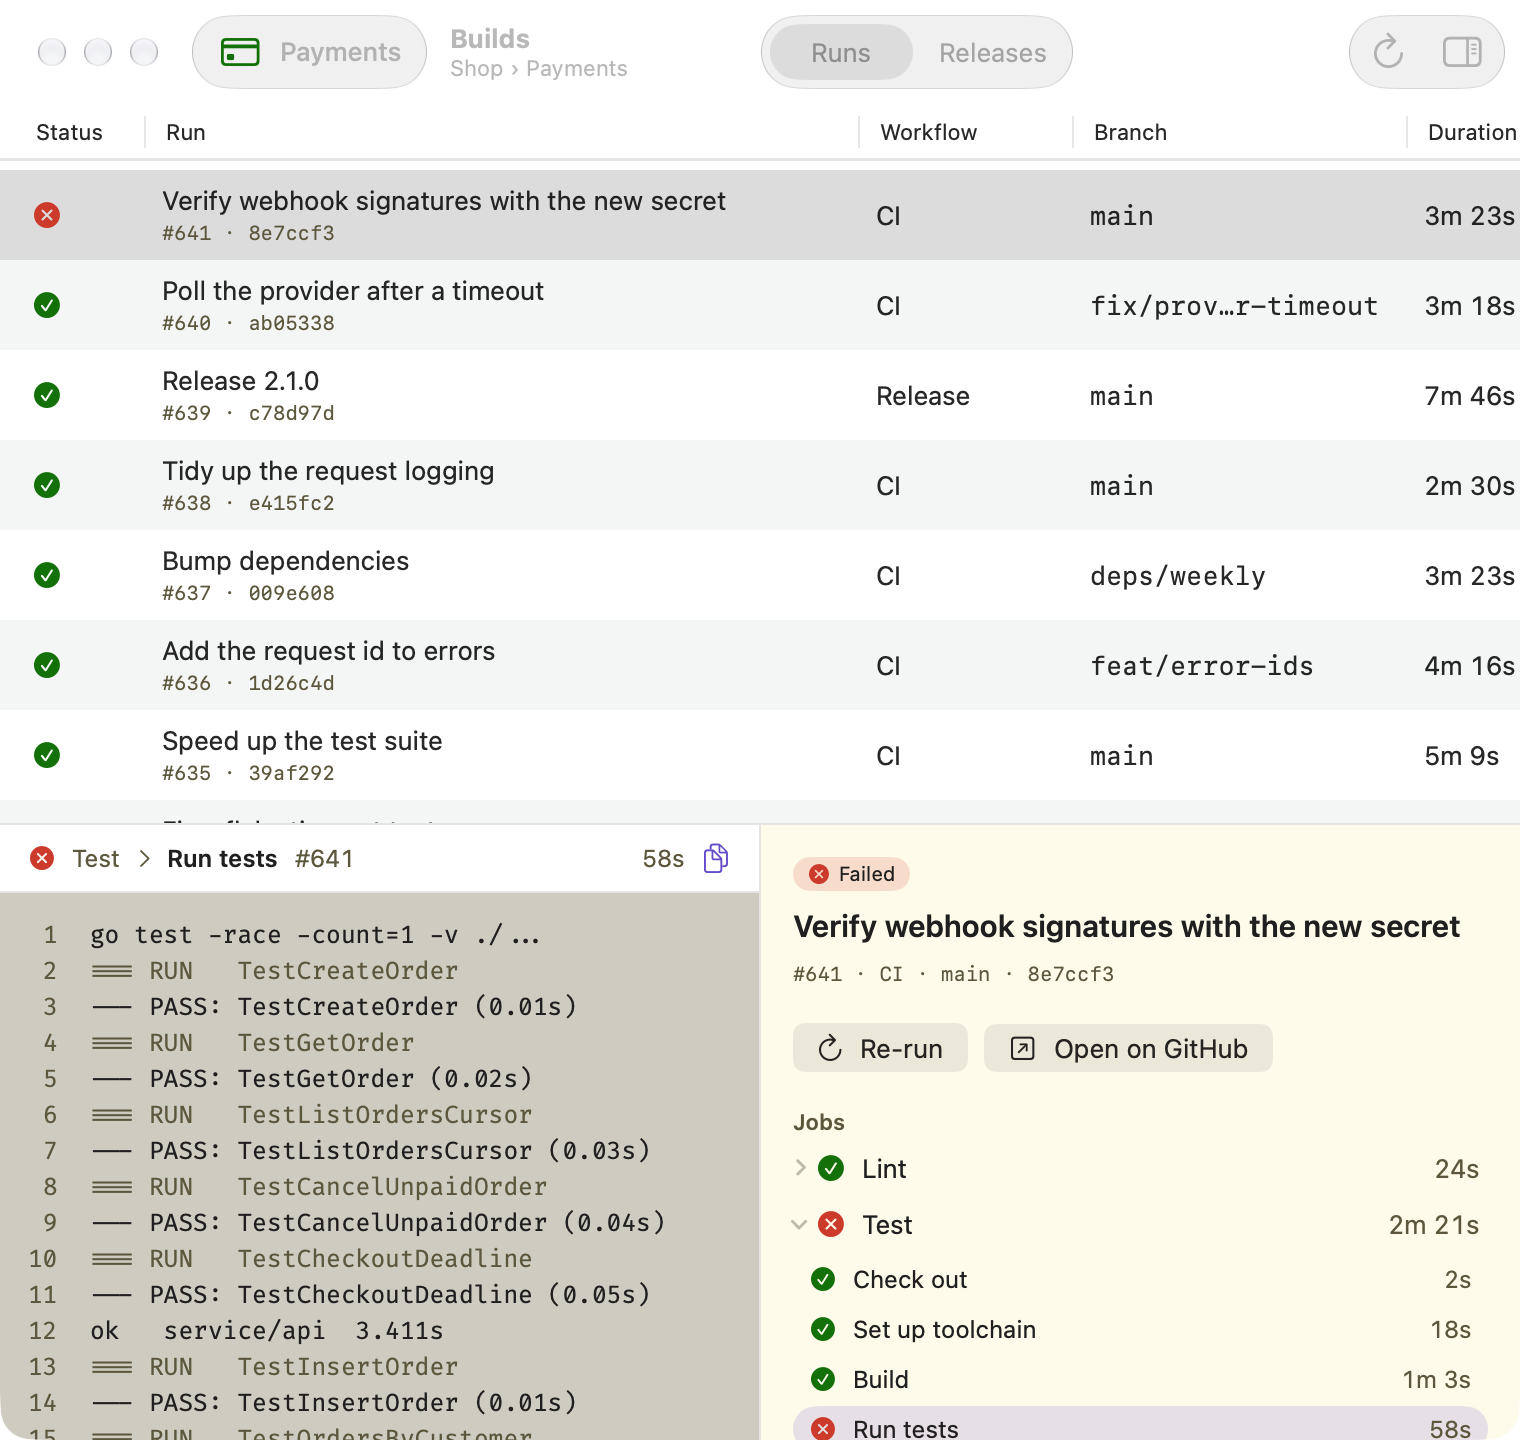 Payments
Builds
Shop › Payments
Runs
Releases
Status
Run
Workflow
Branch
Duration
Verify webhook signatures with the new secret
#641 · 8e7ccf3
CI
main
3m 23s
Poll the provider after a timeout
#640 · ab05338
CI
fix/prov…r-timeout
3m 18s
Release 2.1.0
#639 · c78d97d
Release
main
7m 46s
Tidy up the request logging
#638 · e415fc2
CI
main
2m 30s
Bump dependencies
#637 · 009e608
CI
deps/weekly
3m 23s
Add the request id to errors
#636 · 1d26c4d
CI
feat/error-ids
4m 16s
Speed up the test suite
#635 · 39af292
CI
main
5m 9s
Test > Run tests #641
58s
1 go test -race -count=1 -v ./...
2 === RUN TestCreateOrder
3 --- PASS: TestCreateOrder (0.01s)
4 === RUN TestGetOrder
5 --- PASS: TestGetOrder (0.02s)
6 === RUN TestListOrdersCursor
7 --- PASS: TestListOrdersCursor (0.03s)
8 === RUN TestCancelUnpaidOrder
9 --- PASS: TestCancelUnpaidOrder (0.04s)
10 === RUN TestCheckoutDeadline
11 --- PASS: TestCheckoutDeadline (0.05s)
12 ok service/api 3.411s
13 === RUN TestInsertOrder
14 --- PASS: TestInsertOrder (0.01s)
15 === RUN TestOrdersByCustomer
Failed
Verify webhook signatures with the new secret
#641 · CI · main · 8e7ccf3
Re-run
Open on GitHub
Jobs
Lint
24s
Test
2m 21s
Check out
2s
Set up toolchain
18s
Build
1m 3s
Run tests
58s